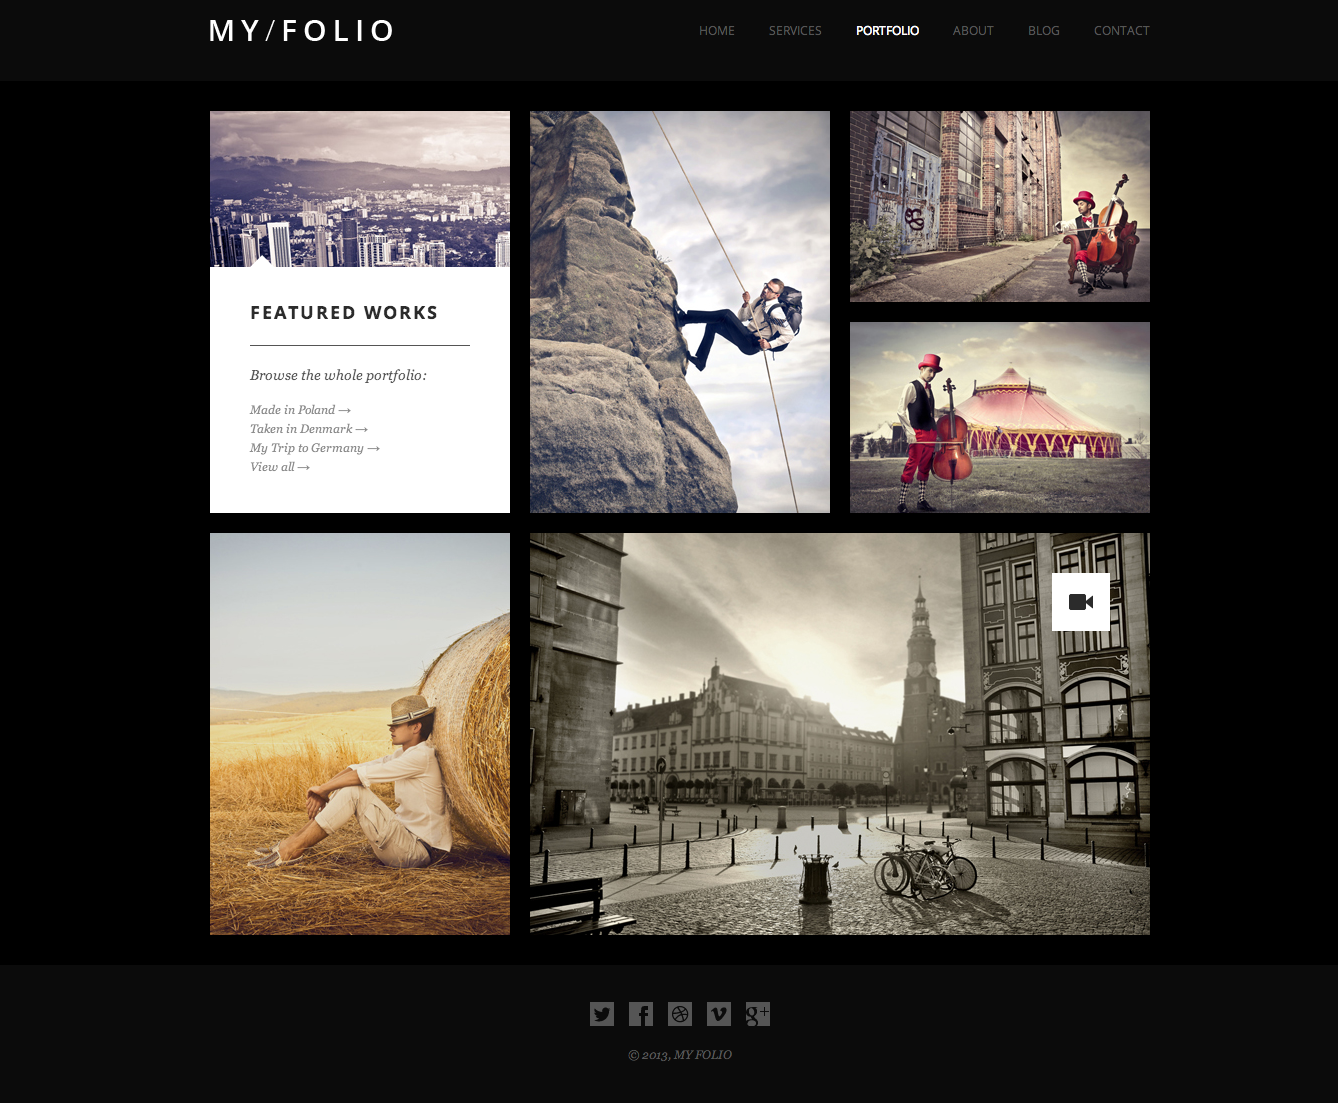 MY/FOLIO
HOME SERVICES PORTFOLIO ABOUT BLOG CONTACT
FEATURED WORKS
Browse the whole portfolio:
Made in Poland →
Taken in Denmark →
My Trip to Germany →
View all →
© 2013, MY FOLIO